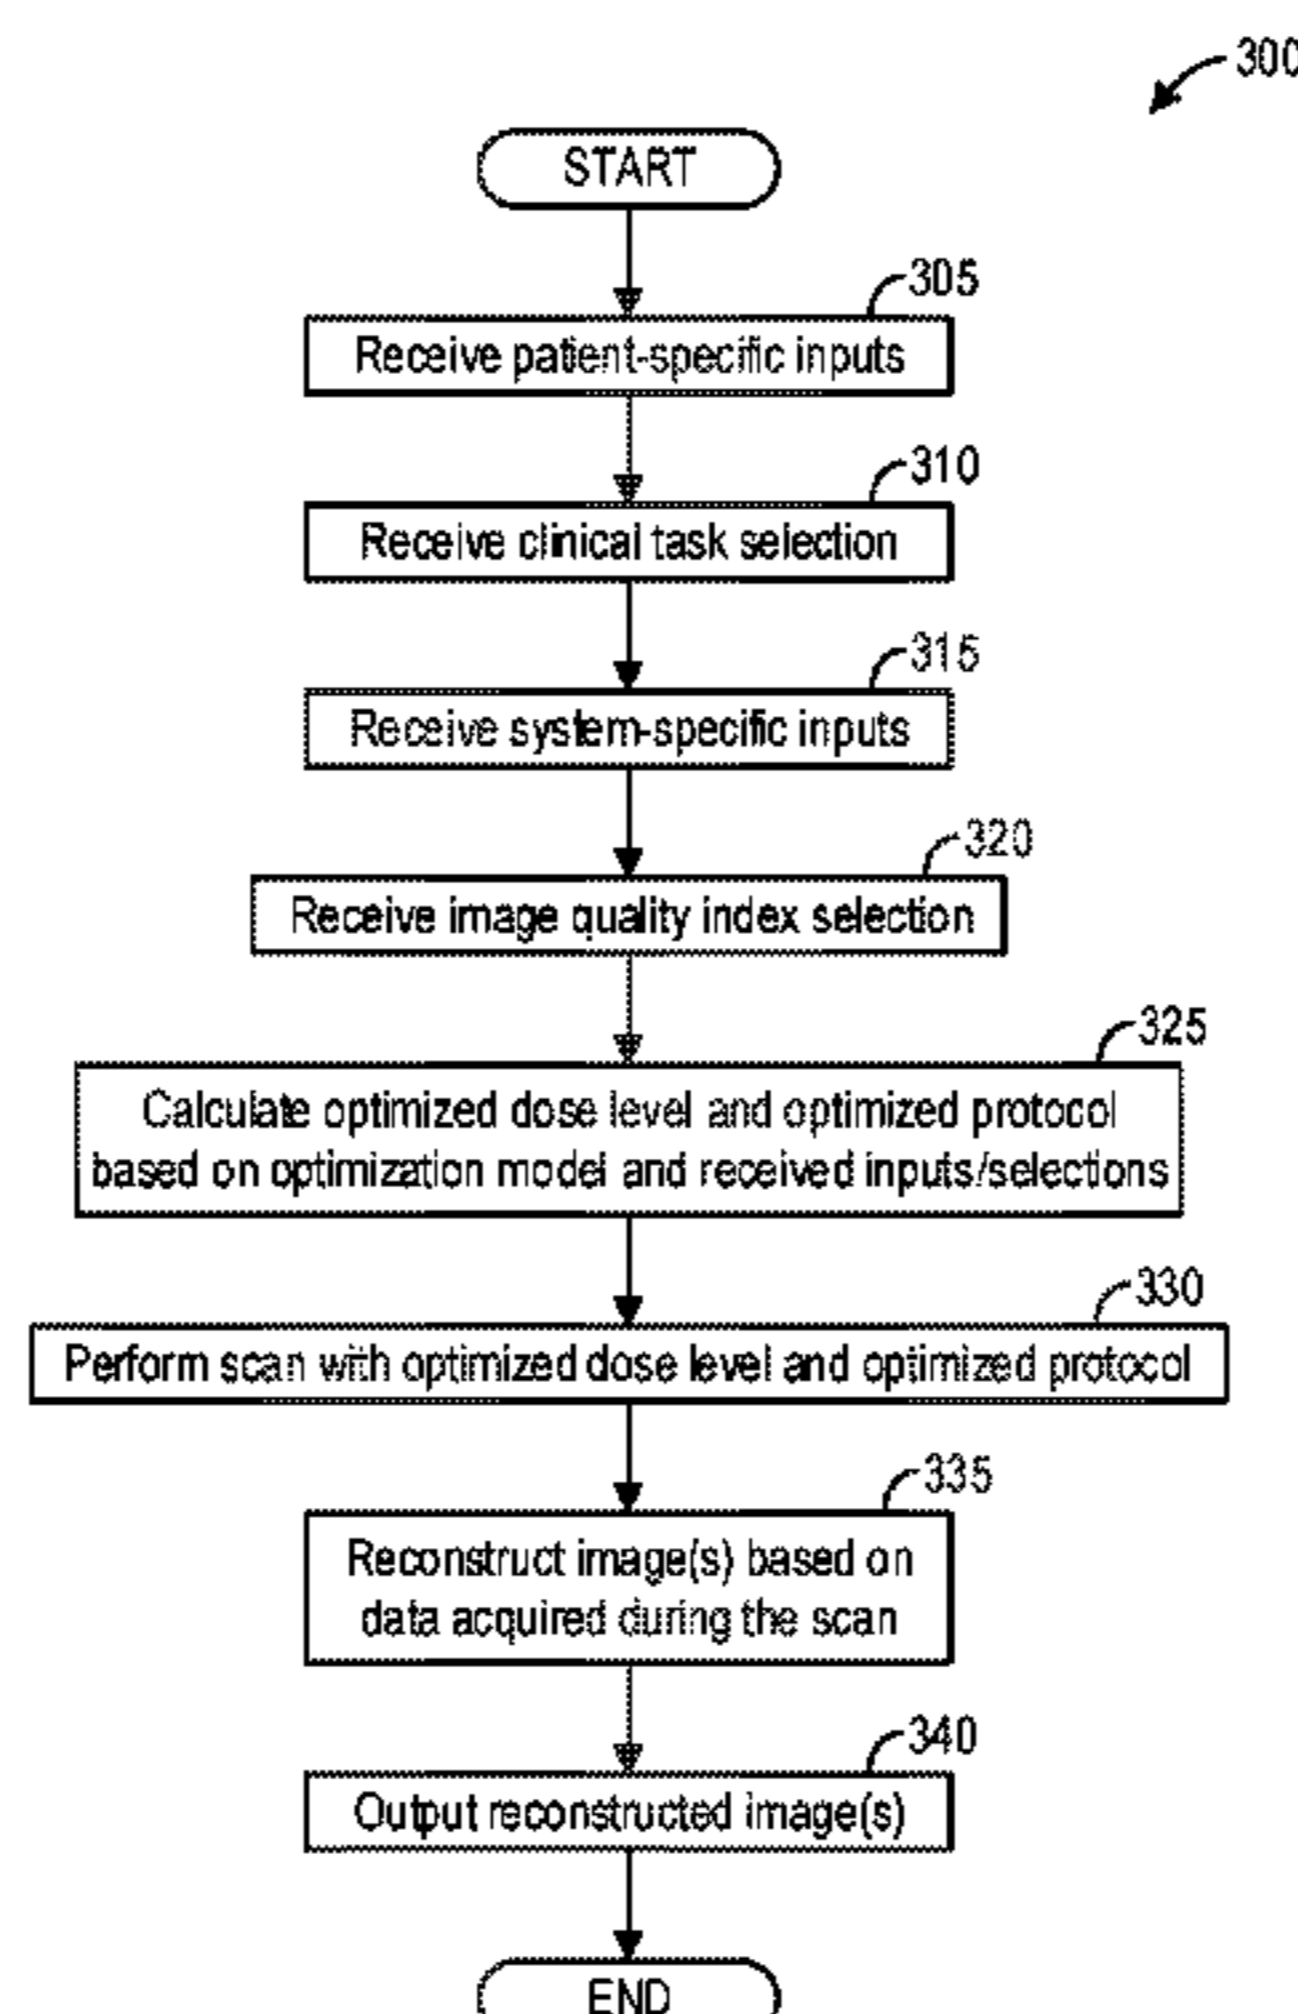 300
START
305
Receive patient-specific inputs
310
Receive clinical task selection
315
Receive system-specific inputs
320
Receive image quality index selection
325
Calculate optimized dose level and optimized protocol
based on optimization model and received inputs/selections
330
Perform scan with optimized dose level and optimized protocol
335
Reconstruct image(s) based on
data acquired during the scan
340
Output reconstructed image(s)
END